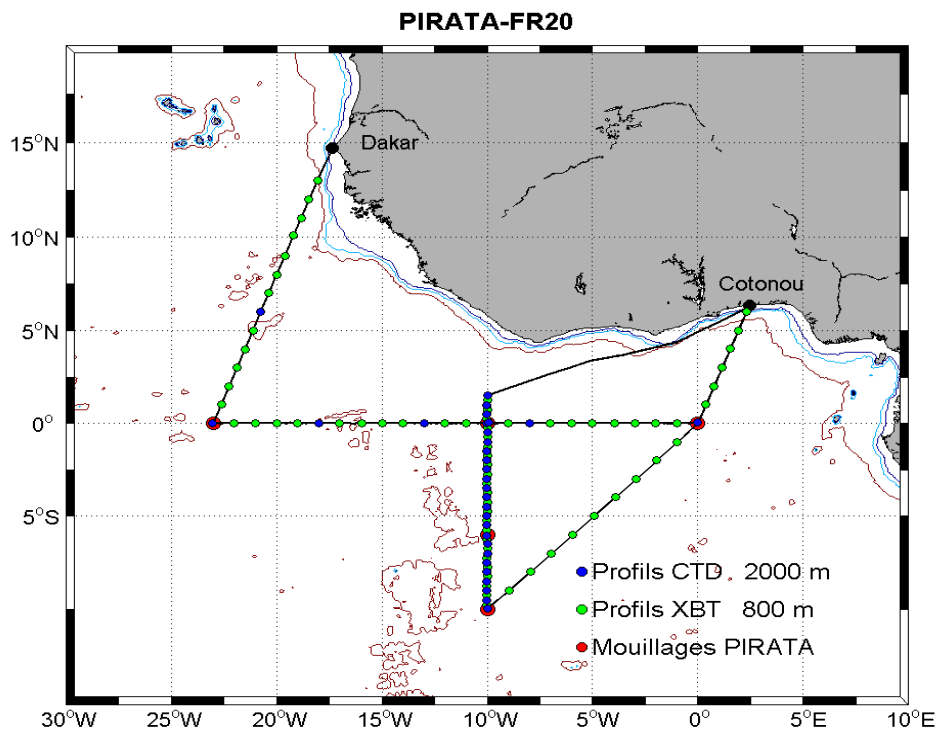 PIRATA-FR20
15°N
Dakar
10°N
Cotonou
5°N
0°
5°S
Profils CTD 2000 m
Profils XBT 800 m
Mouillages PIRATA
30°W 25°W 20°W 15°W 10°W 5°W 0° 5°E 10°E